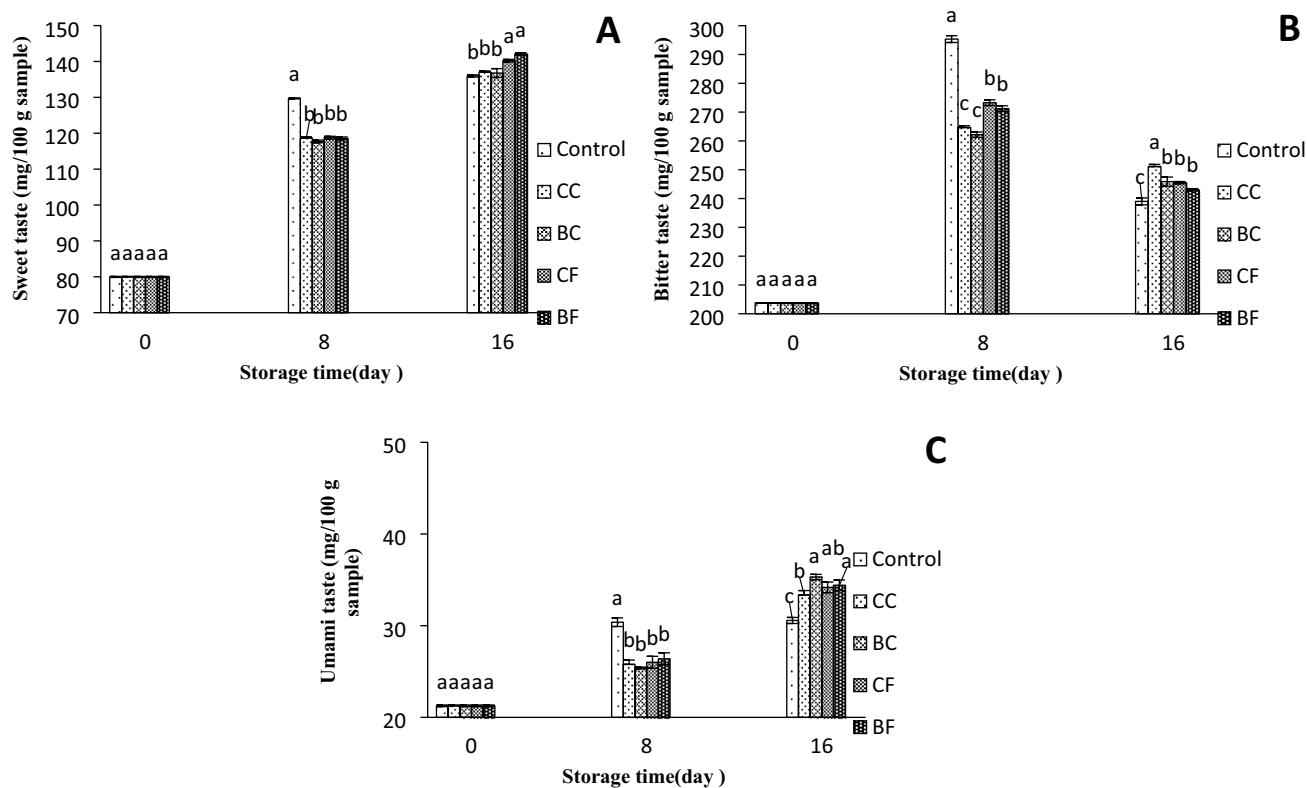 A
Sweet taste (mg/100 g sample)
150
140
130
120
110
100
90
80
70
aaaaa
a
b
b
bb
bbb
a
a
0
8
16
Storage time(day )
Control
CC
BC
CF
BF
B
Bitter taste (mg/100 g sample)
300
290
280
270
260
250
240
230
220
210
200
aaaaa
a
c
c
b
b
c
a
bb
b
b
0
8
16
Storage time(day )
Control
CC
BC
CF
BF
C
Umami taste (mg/100 g
sample)
50
40
30
20
aaaaa
a
bb
b
b
c
b
a
ab
a
0
8
16
Storage time(day )
Control
CC
BC
CF
BF